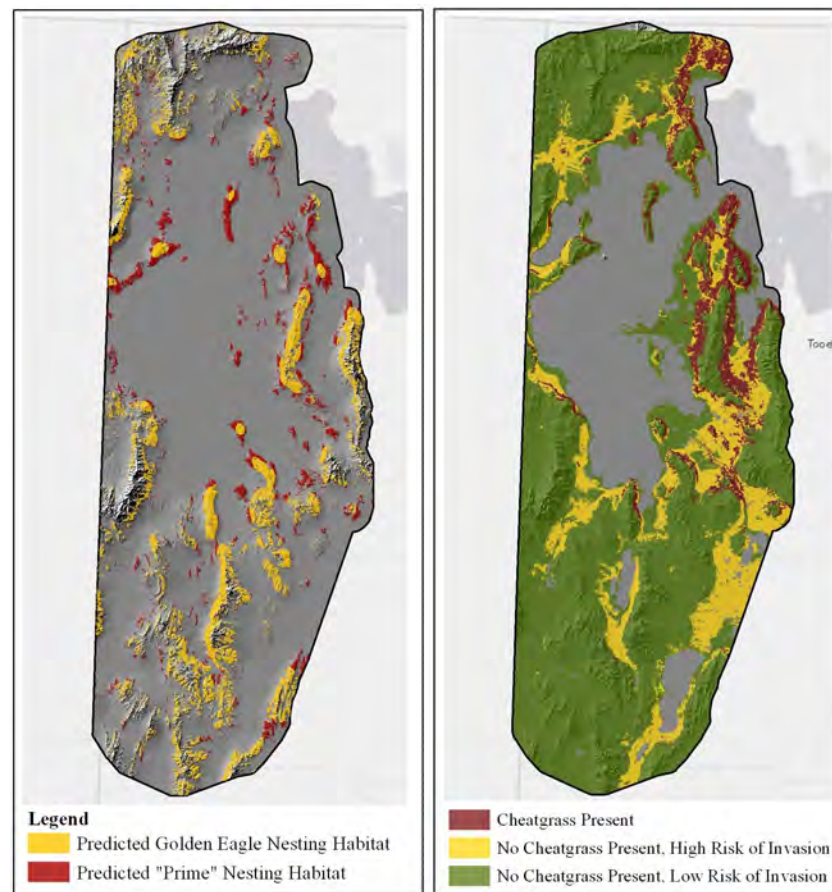 Tooe
Legend
Predicted Golden Eagle Nesting Habitat
Predicted "Prime" Nesting Habitat
Cheatgrass Present
No Cheatgrass Present, High Risk of Invasion
No Cheatgrass Present, Low Risk of Invasion